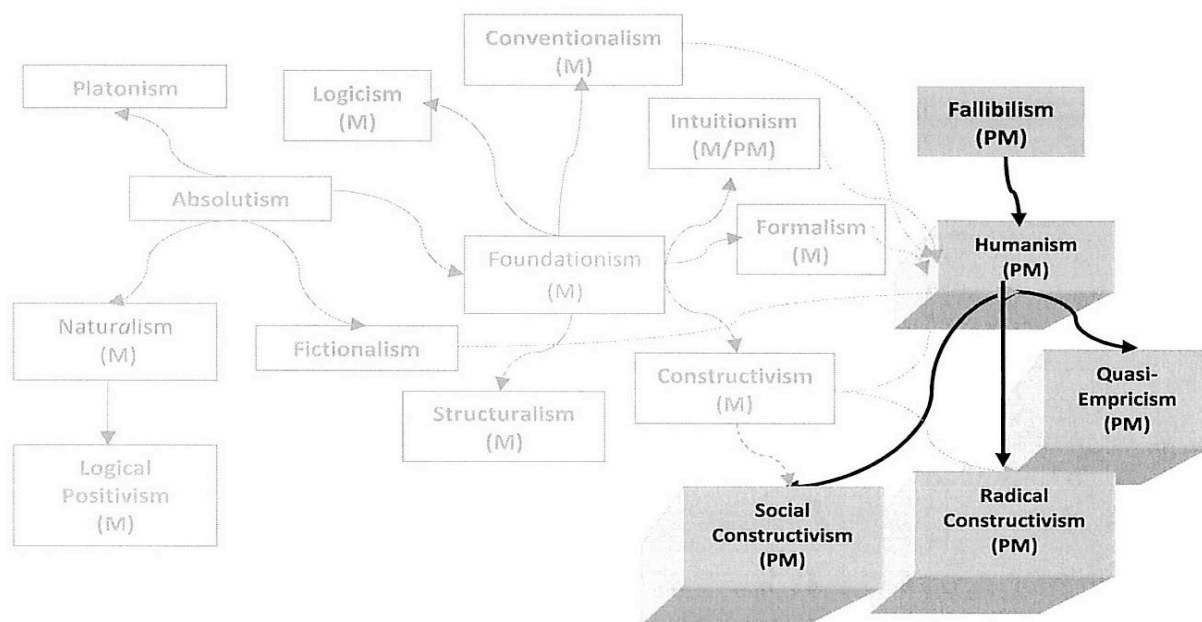 Conventionalism
(M)
Platonism
Logicism
(M)
Intuitionism
(M/PM)
Fallibilism
(PM)
Absolutism
Formalism
(M)
Humanism
(PM)
Foundationism
(M)
Naturalism
(M)
Fictionalism
Constructivism
(M)
Quasi-
Empricism
(PM)
Structuralism
(M)
Logical
Positivism
(M)
Social
Constructivism
(PM)
Radical
Constructivism
(PM)